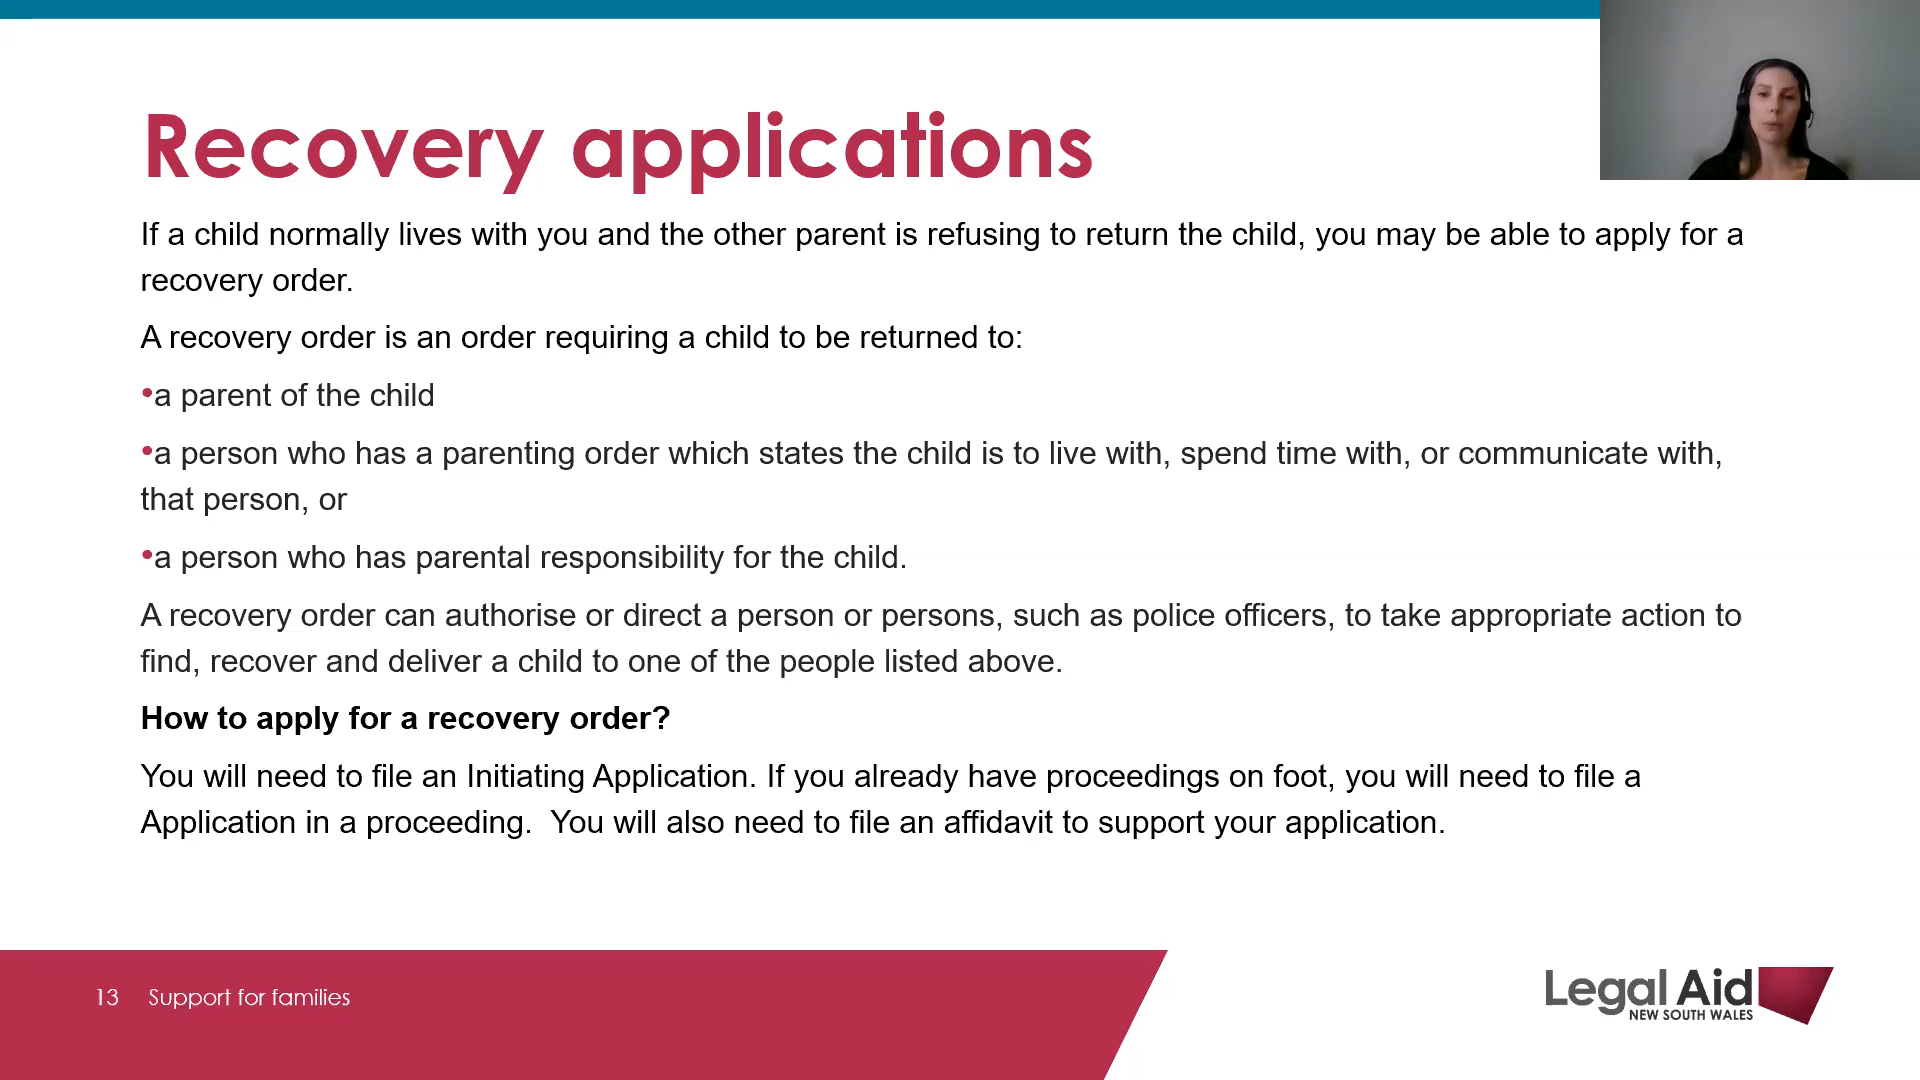 Recovery applications
If a child normally lives with you and the other parent is refusing to return the child, you may be able to apply for a
recovery order.
A recovery order is an order requiring a child to be returned to:
•a parent of the child
•a person who has a parenting order which states the child is to live with, spend time with, or communicate with,
that person, or
•a person who has parental responsibility for the child.
A recovery order can authorise or direct a person or persons, such as police officers, to take appropriate action to
find, recover and deliver a child to one of the people listed above.
How to apply for a recovery order?
You will need to file an Initiating Application. If you already have proceedings on foot, you will need to file a
Application in a proceeding.  You will also need to file an affidavit to support your application.
13 Support for families
Legal Aid
NEW SOUTH WALES